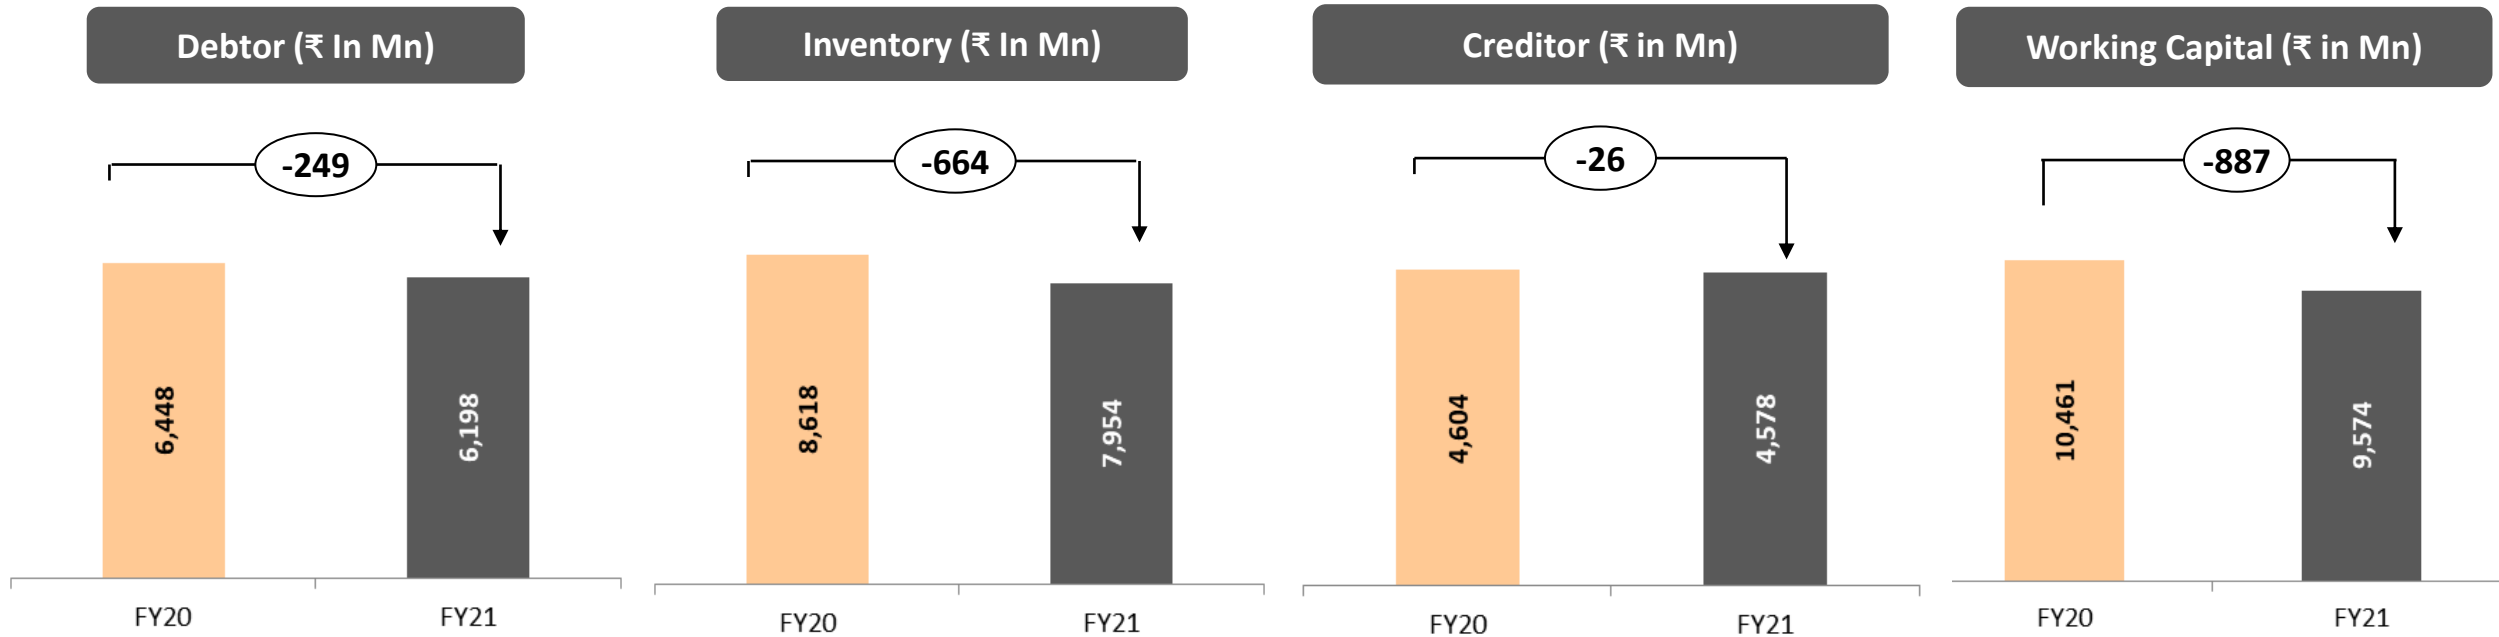 Debtor (₹ In Mn)
-249
6,448
6,198
FY20
FY21
Inventory (₹ In Mn)
-664
8,618
7,954
FY20
FY21
Creditor (₹ in Mn)
-26
4,604
4,578
FY20
FY21
Working Capital (₹ in Mn)
-887
10,461
9,574
FY20
FY21